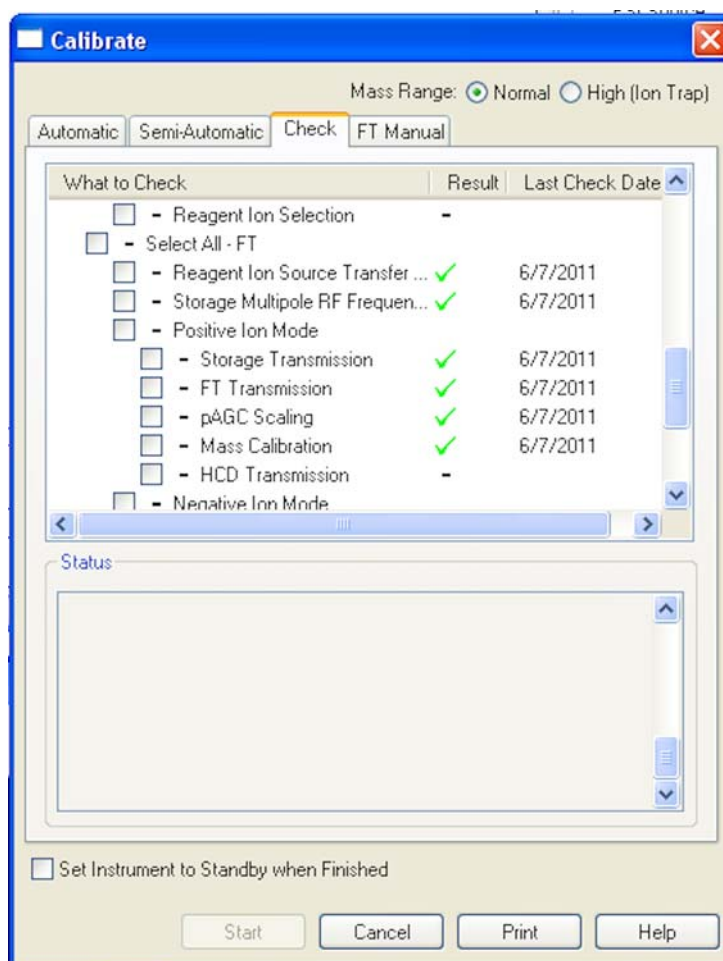 Calibrate
Mass Range: Normal High (Ion Trap)
Automatic Semi-Automatic Check FT Manual
What to Check Result Last Check Date
- Reagent Ion Selection -
- Select All - FT
- Reagent Ion Source Transfer ... 6/7/2011
- Storage Multipole RF Frequen... 6/7/2011
- Positive Ion Mode
- Storage Transmission 6/7/2011
- FT Transmission 6/7/2011
- pAGC Scaling 6/7/2011
- Mass Calibration 6/7/2011
- HCD Transmission -
- Negative Ion Mode
Status
Set Instrument to Standby when Finished
Start Cancel Print Help